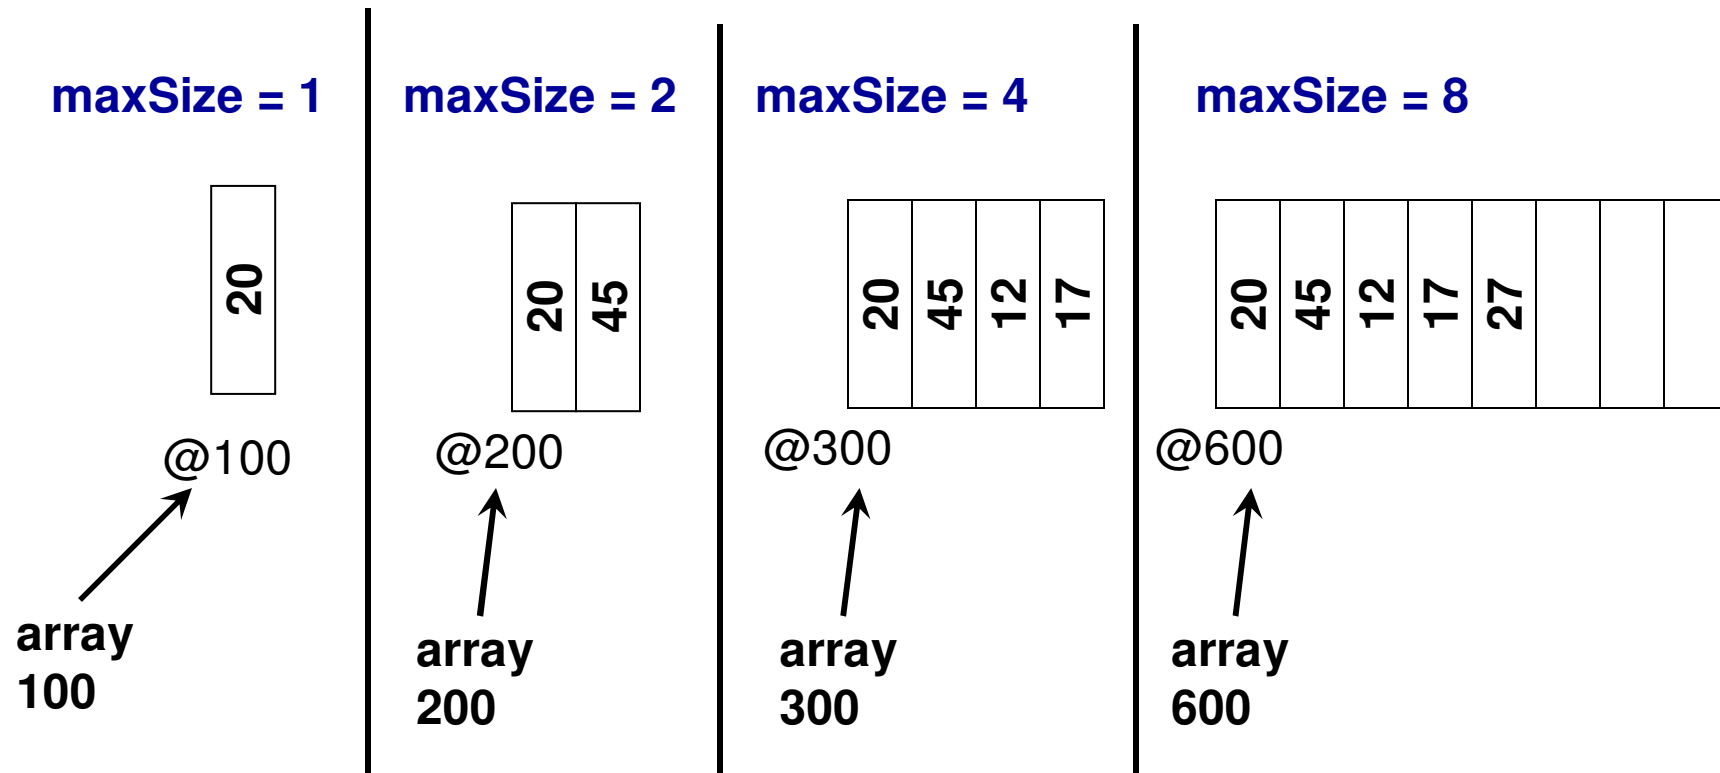 maxSize = 1
20
@100
array
100
maxSize = 2
20 45
@200
array
200
maxSize = 4
20 45 12 17
@300
array
300
maxSize = 8
20 45 12 17 27
@600
array
600